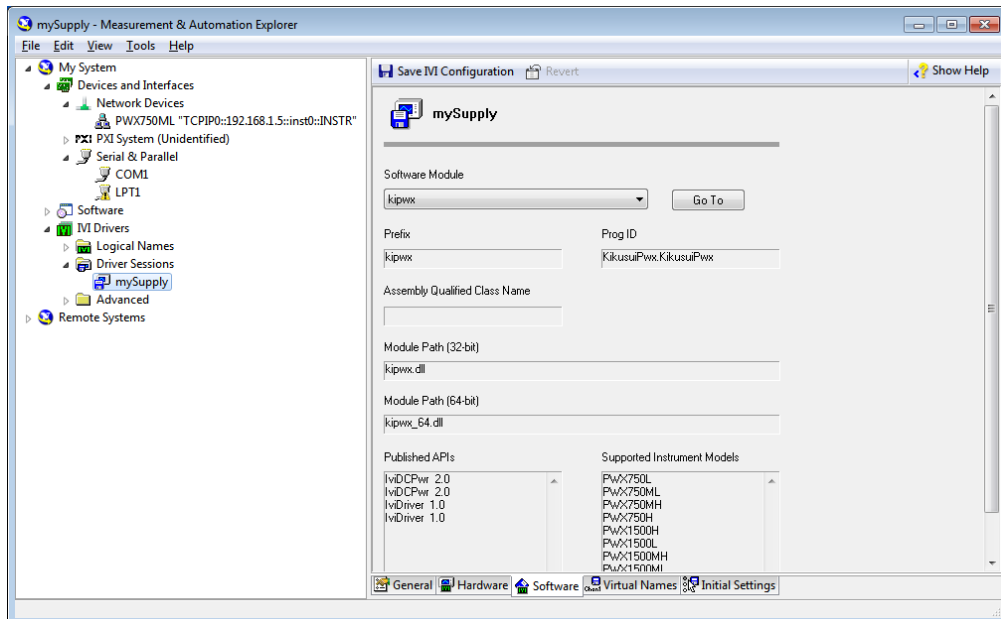 mySupply - Measurement & Automation Explorer
File Edit View Tools Help
My System
Devices and Interfaces
Network Devices
PWX750ML "TCPIP0::192.168.1.5::inst0::INSTR"
PXI PXI System (Unidentified)
Serial & Parallel
COM1
LPT1
Software
IVI Drivers
Logical Names
Driver Sessions
mySupply
Advanced
Remote Systems
Save IVI Configuration Revert Show Help
mySupply
Software Module
kipwx Go To
Prefix Prog ID
kipwx KikusuiPwx.KikusuiPwx
Assembly Qualified Class Name
Module Path (32-bit)
kipwx.dll
Module Path (64-bit)
kipwx_64.dll
Published APIs Supported Instrument Models
IviDCPwr 2.0 PWX750L
IviDCPwr 2.0 PWX750ML
IviDriver 1.0 PWX750MH
IviDriver 1.0 PWX750H
PWX1500H
PWX1500L
PWX1500MH
PWX1500ML
General Hardware Software Virtual Names Initial Settings